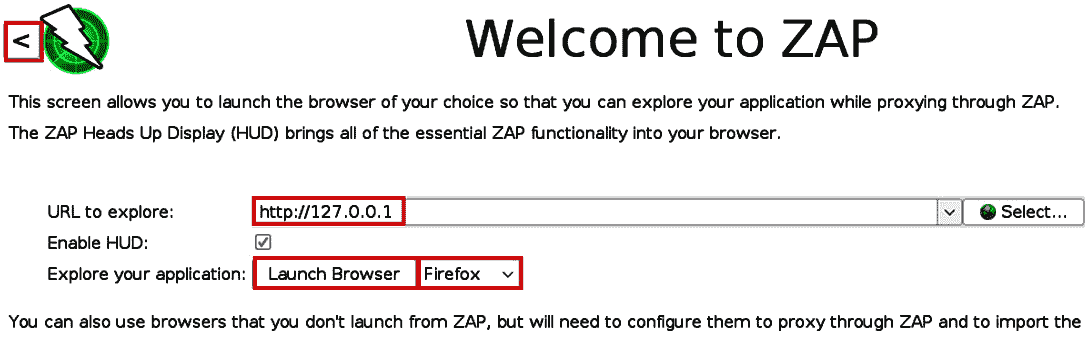 <
Welcome to ZAP
This screen allows you to launch the browser of your choice so that you can explore your application while proxying through ZAP.
The ZAP Heads Up Display (HUD) brings all of the essential ZAP functionality into your browser.
URL to explore: http://127.0.0.1 Select...
Enable HUD:
Explore your application: Launch Browser Firefox
You can also use browsers that you don't launch from ZAP, but will need to configure them to proxy through ZAP and to import the